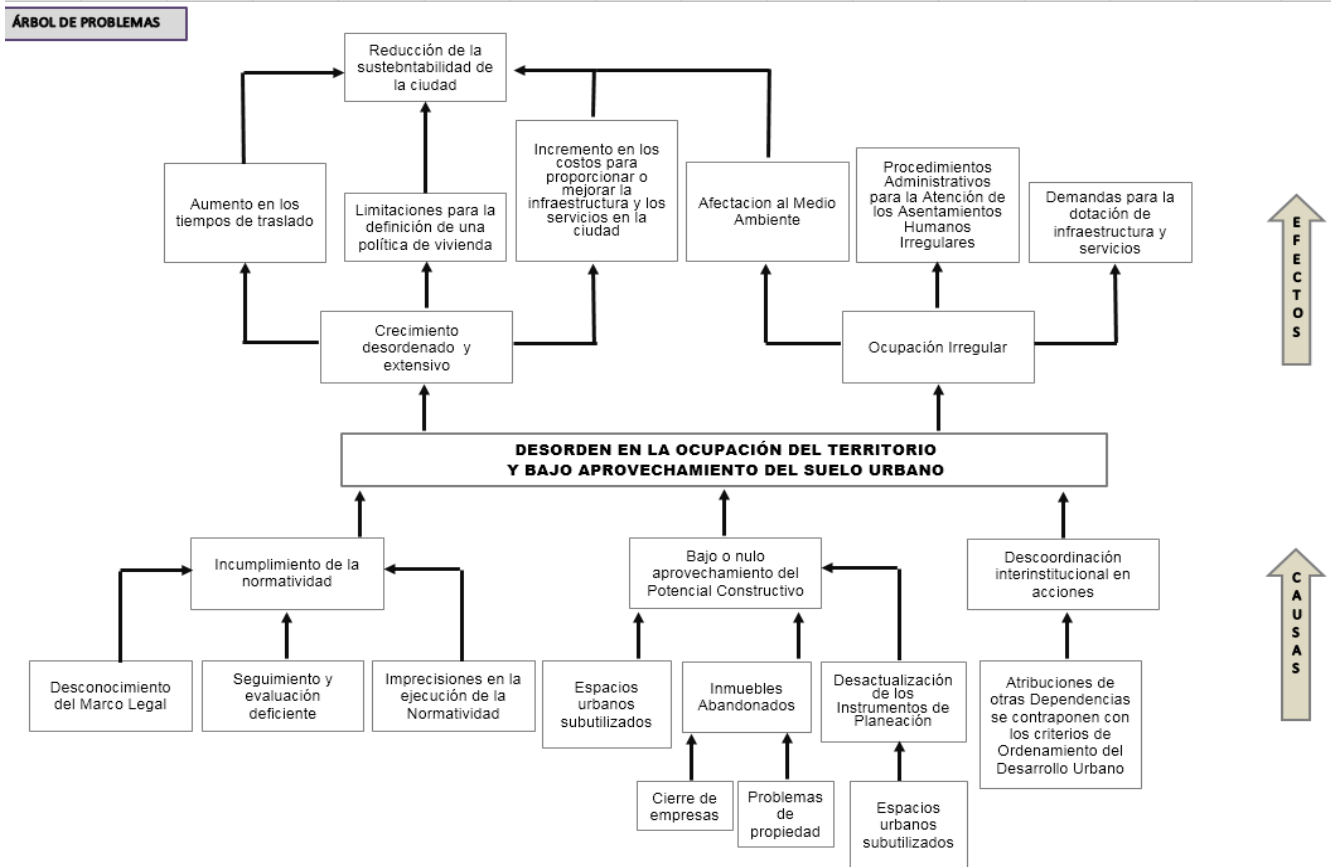 ÁRBOL DE PROBLEMAS
Reducción de la
sustebntabilidad de
la ciudad
Aumento en los
tiempos de traslado
Limitaciones para la
definición de una
política de vivienda
Incremento en los
costos para
proporcionar o
mejorar la
infraestructura y los
servicios en la
ciudad
Afectacion al Medio
Ambiente
Procedimientos
Administrativos
para la Atención de
los Asentamientos
Humanos
Irregulares
Demandas para la
dotación de
infraestructura y
servicios
Crecimiento
desordenado y
extensivo
Ocupación Irregular
EFECTOS
DESORDEN EN LA OCUPACIÓN DEL TERRITORIO
Y BAJO APROVECHAMIENTO DEL SUELO URBANO
Incumplimiento de la
normatividad
Bajo o nulo
aprovechamiento del
Potencial Constructivo
Descoordinación
interinstitucional en
acciones
CAUSAS
Desconocimiento
del Marco Legal
Seguimiento y
evaluación
deficiente
Imprecisiones en la
ejecución de la
Normatividad
Espacios
urbanos
subutilizados
Inmuebles
Abandonados
Desactualización
de los
Instrumentos de
Planeación
Atribuciones de
otras Dependencias
se contraponen con
los criterios de
Ordenamiento del
Desarrollo Urbano
Cierre de
empresas
Problemas
de
propiedad
Espacios
urbanos
subutilizados